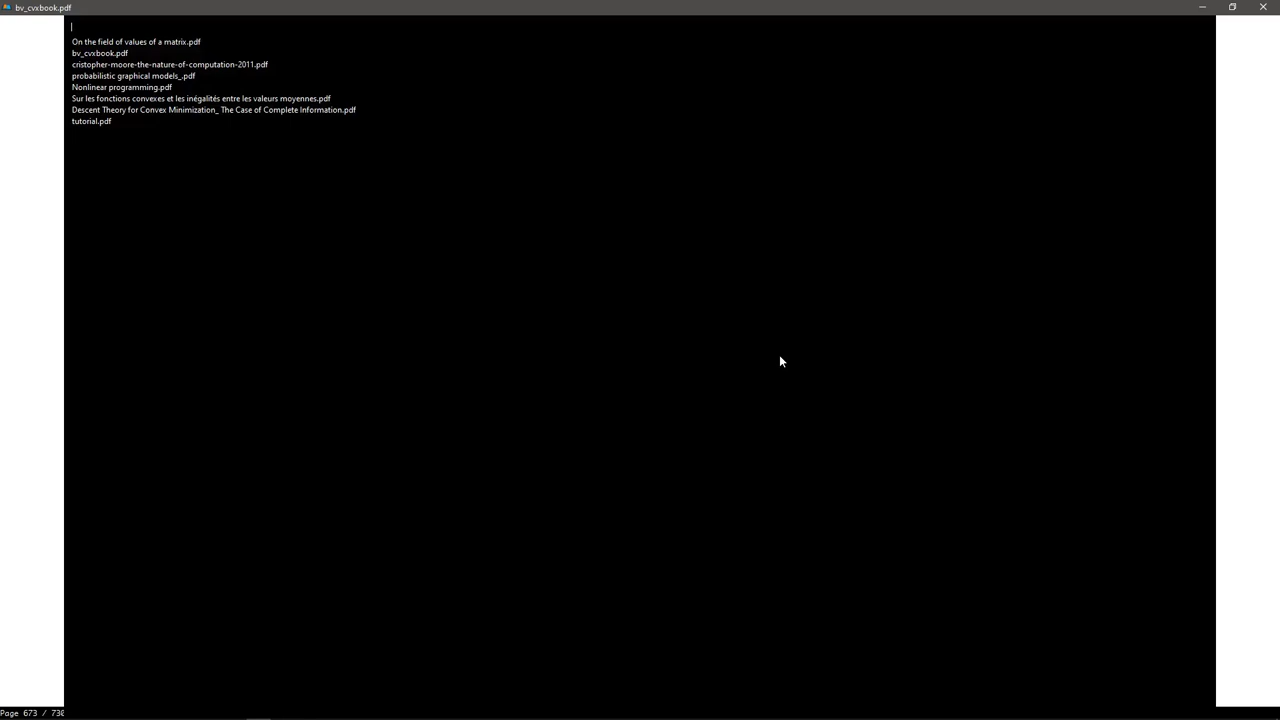 bv_cvxbook.pdf
On the field of values of a matrix.pdf
bv_cvxbook.pdf
cristopher-moore-the-nature-of-computation-2011.pdf
probabilistic graphical models_.pdf
Nonlinear programming.pdf
Sur les fonctions convexes et les inégalités entre les valeurs moyennes.pdf
Descent Theory for Convex Minimization_ The Case of Complete Information.pdf
tutorial.pdf
Page 673 / 730